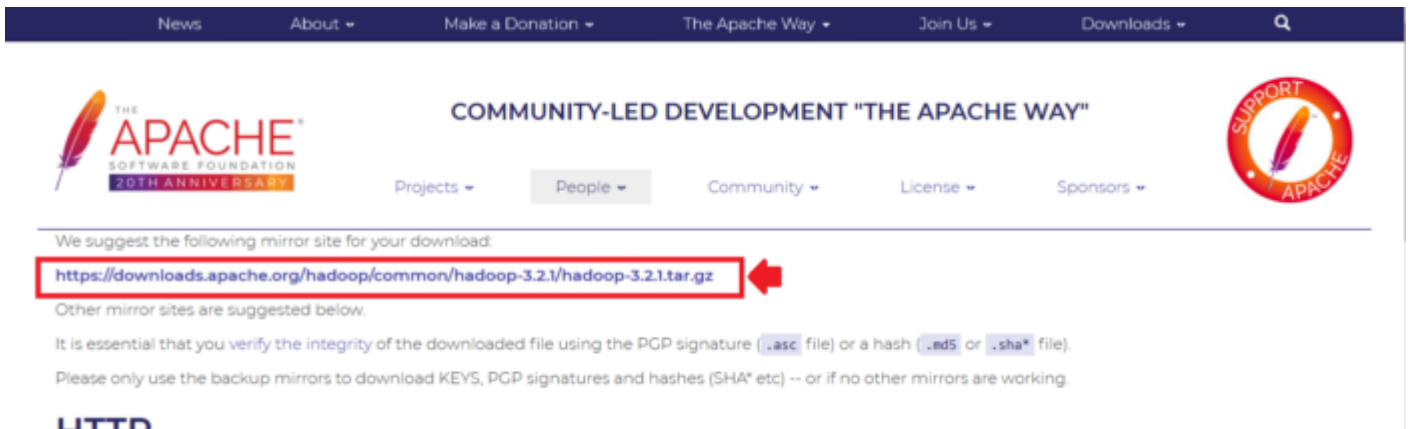 News About Make a Donation The Apache Way Join Us Downloads
THE
APACHE®
SOFTWARE FOUNDATION
20TH ANNIVERSARY
COMMUNITY-LED DEVELOPMENT "THE APACHE WAY"
SUPPORT
APACHE
Projects People Community License Sponsors
We suggest the following mirror site for your download:
https://downloads.apache.org/hadoop/common/hadoop-3.2.1/hadoop-3.2.1.tar.gz
Other mirror sites are suggested below.
It is essential that you verify the integrity of the downloaded file using the PGP signature ( .asc file) or a hash ( .md5 or .sha* file).
Please only use the backup mirrors to download KEYS, PGP signatures and hashes (SHA* etc) -- or if no other mirrors are working.
HTTP